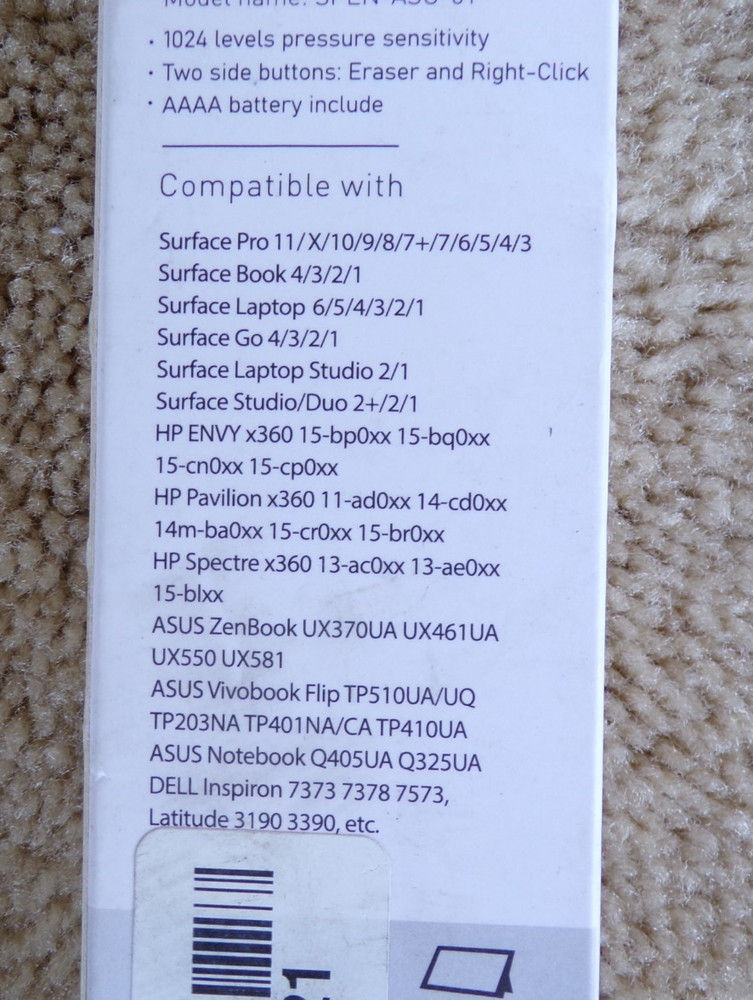 Model name: SPEN-ASU-01
· 1024 levels pressure sensitivity
· Two side buttons: Eraser and Right-Click
· AAAA battery include
Compatible with
Surface Pro 11/X/10/9/8/7+/7/6/5/4/3
Surface Book 4/3/2/1
Surface Laptop 6/5/4/3/2/1
Surface Go 4/3/2/1
Surface Laptop Studio 2/1
Surface Studio/Duo 2+/2/1
HP ENVY x360 15-bp0xx 15-bq0xx
15-cn0xx 15-cp0xx
HP Pavilion x360 11-ad0xx 14-cd0xx
14m-ba0xx 15-cr0xx 15-br0xx
HP Spectre x360 13-ac0xx 13-ae0xx
15-blxx
ASUS ZenBook UX370UA UX461UA
UX550 UX581
ASUS Vivobook Flip TP510UA/UQ
TP203NA TP401NA/CA TP410UA
ASUS Notebook Q405UA Q325UA
DELL Inspiron 7373 7378 7573,
Latitude 3190 3390, etc.